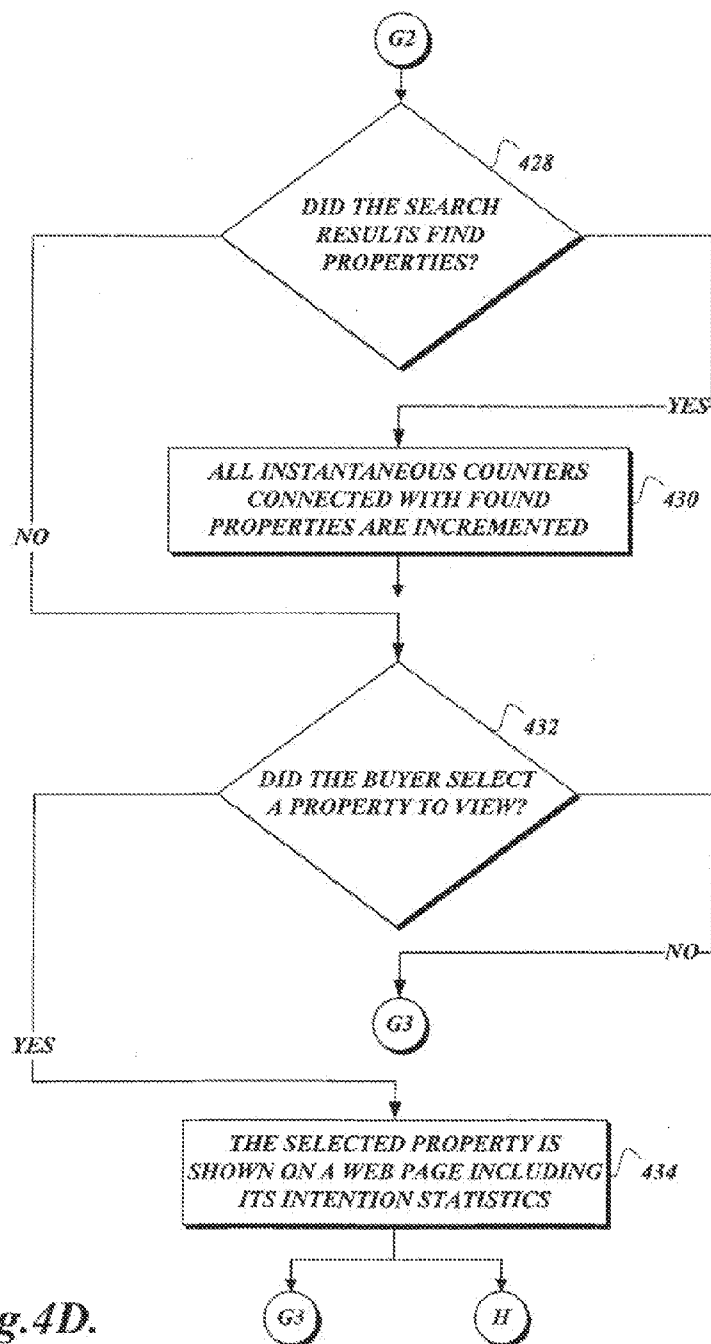 G2
428
DID THE SEARCH
RESULTS FIND
PROPERTIES?
YES
ALL INSTANTANEOUS COUNTERS
CONNECTED WITH FOUND
PROPERTIES ARE INCREMENTED
430
NO
432
DID THE BUYER SELECT
A PROPERTY TO VIEW?
NO
G3
YES
THE SELECTED PROPERTY IS
SHOWN ON A WEB PAGE INCLUDING
ITS INTENTION STATISTICS
434
G3
H
g.4D.